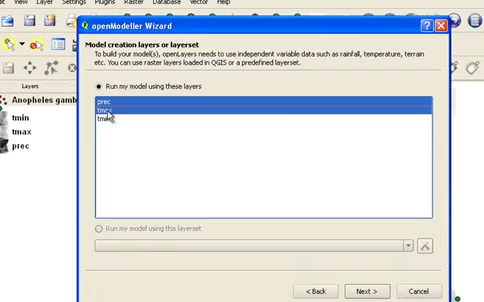 View Layer Settings Plugins Raster Database Vector Help
openModeller Wizard
Layers
Anopheles gamb
tmin
tmax
prec
Model creation layers or layerset
To build your model(s), openLayers needs to use independent variable data such as rainfall, temperature, terrain
etc. You can use raster layers loaded in QGIS or a predefined layerset.
Run my model using these layers
prec
tmax
Run my model using this layerset
< Back Next > Cancel